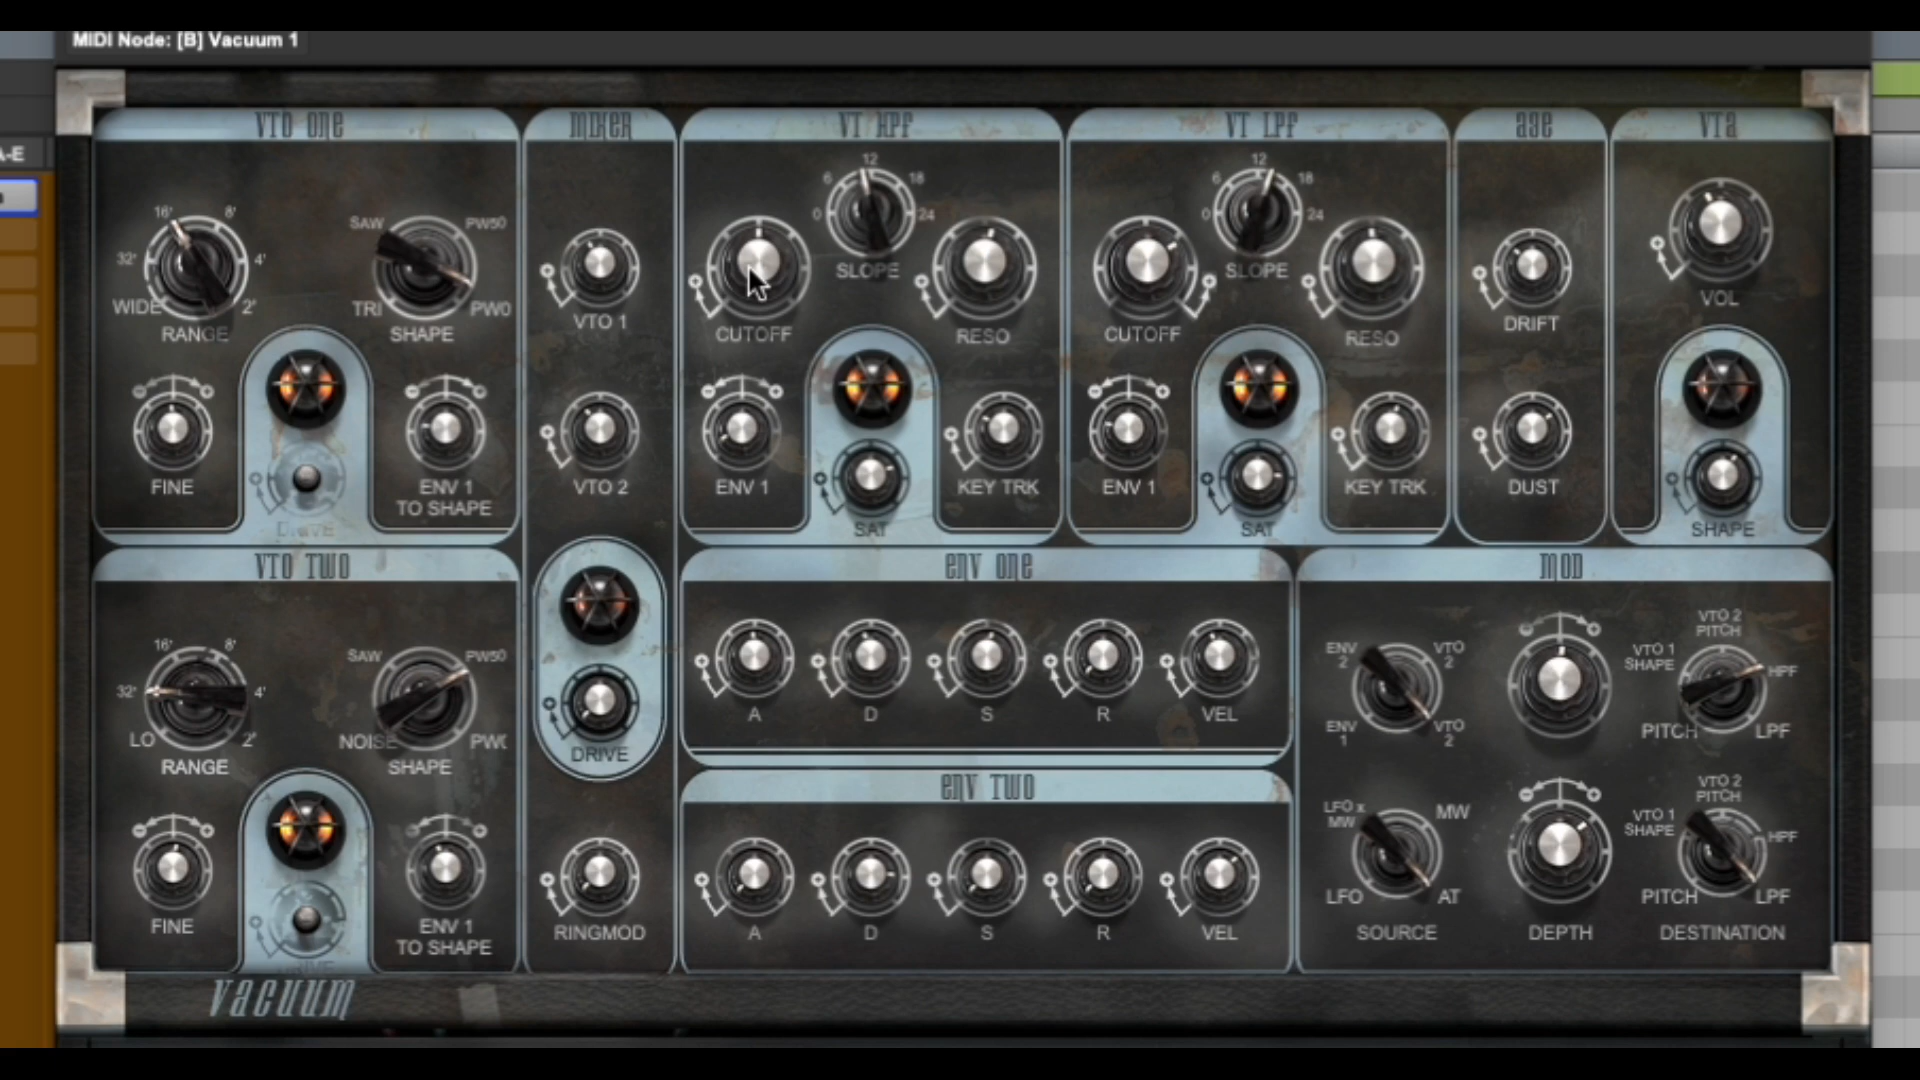 MIDI Node: [B] Vacuum 1
A-E
VTO ONE
16' 8'
32' 4'
WIDE 2'
RANGE
SAW PW50
TRI PW0
SHAPE
FINE
DRIVE
ENV 1
TO SHAPE
MIXER
VTO 1
VTO 2
DRIVE
RINGMOD
VT HPF
CUTOFF
12
6 18
0 24
SLOPE
RESO
ENV 1
SAT
KEY TRK
VT LPF
CUTOFF
12
6 18
0 24
SLOPE
RESO
ENV 1
SAT
KEY TRK
age
DRIFT
DUST
VTA
VOL
SHAPE
VTO TWO
16' 8'
32' 4'
LO 2'
RANGE
SAW PW50
NOISE
SHAPE
FINE
ENV 1
TO SHAPE
ENV ONE
A D S R VEL
ENV TWO
A D S R VEL
MOD
ENV
2
VTO
2
ENV
1
VTO
2
VTO 2
PITCH
VTO 1
SHAPE
HPF
PITCH LPF
LFO x
MW
MW
LFO AT
SOURCE
DEPTH
VTO 2
PITCH
VTO 1
SHAPE
HPF
PITCH LPF
DESTINATION
VACUUM